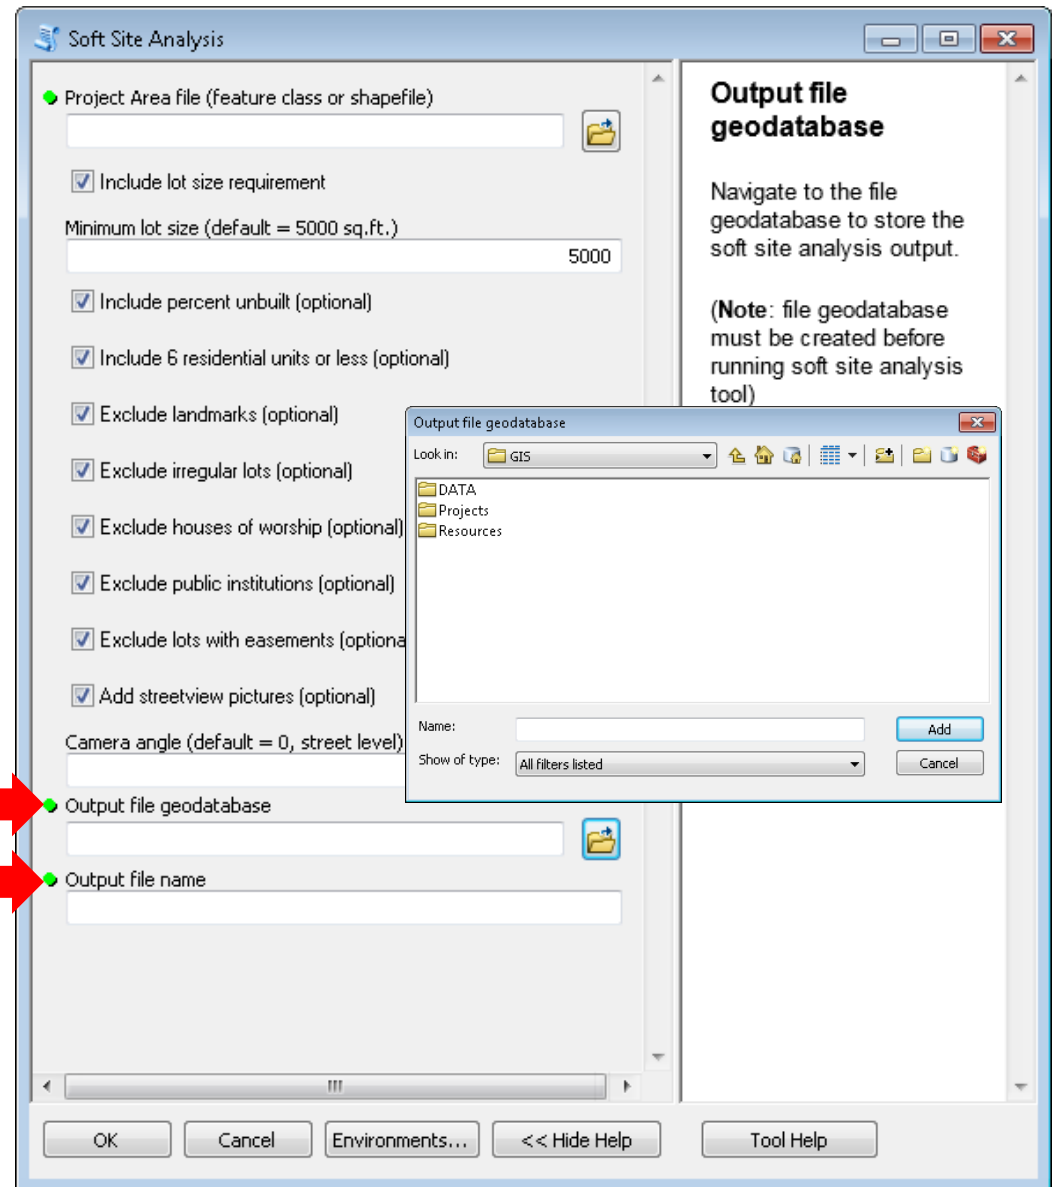 Soft Site Analysis
Project Area file (feature class or shapefile)
Include lot size requirement
Minimum lot size (default = 5000 sq.ft.)
5000
Include percent unbuilt (optional)
Include 6 residential units or less (optional)
Exclude landmarks (optional)
Exclude irregular lots (optional)
Exclude houses of worship (optional)
Exclude public institutions (optional)
Exclude lots with easements (optiona
Add streetview pictures (optional)
Camera angle (default = 0, street level)
Output file geodatabase
Output file name
OK
Cancel
Environments...
<< Hide Help
Tool Help
Output file
geodatabase
Navigate to the file
geodatabase to store the
soft site analysis output.
(Note: file geodatabase
must be created before
running soft site analysis
tool)
Output file geodatabase
Look in:
GIS
DATA
Projects
Resources
Name:
Add
Show of type:
All filters listed
Cancel